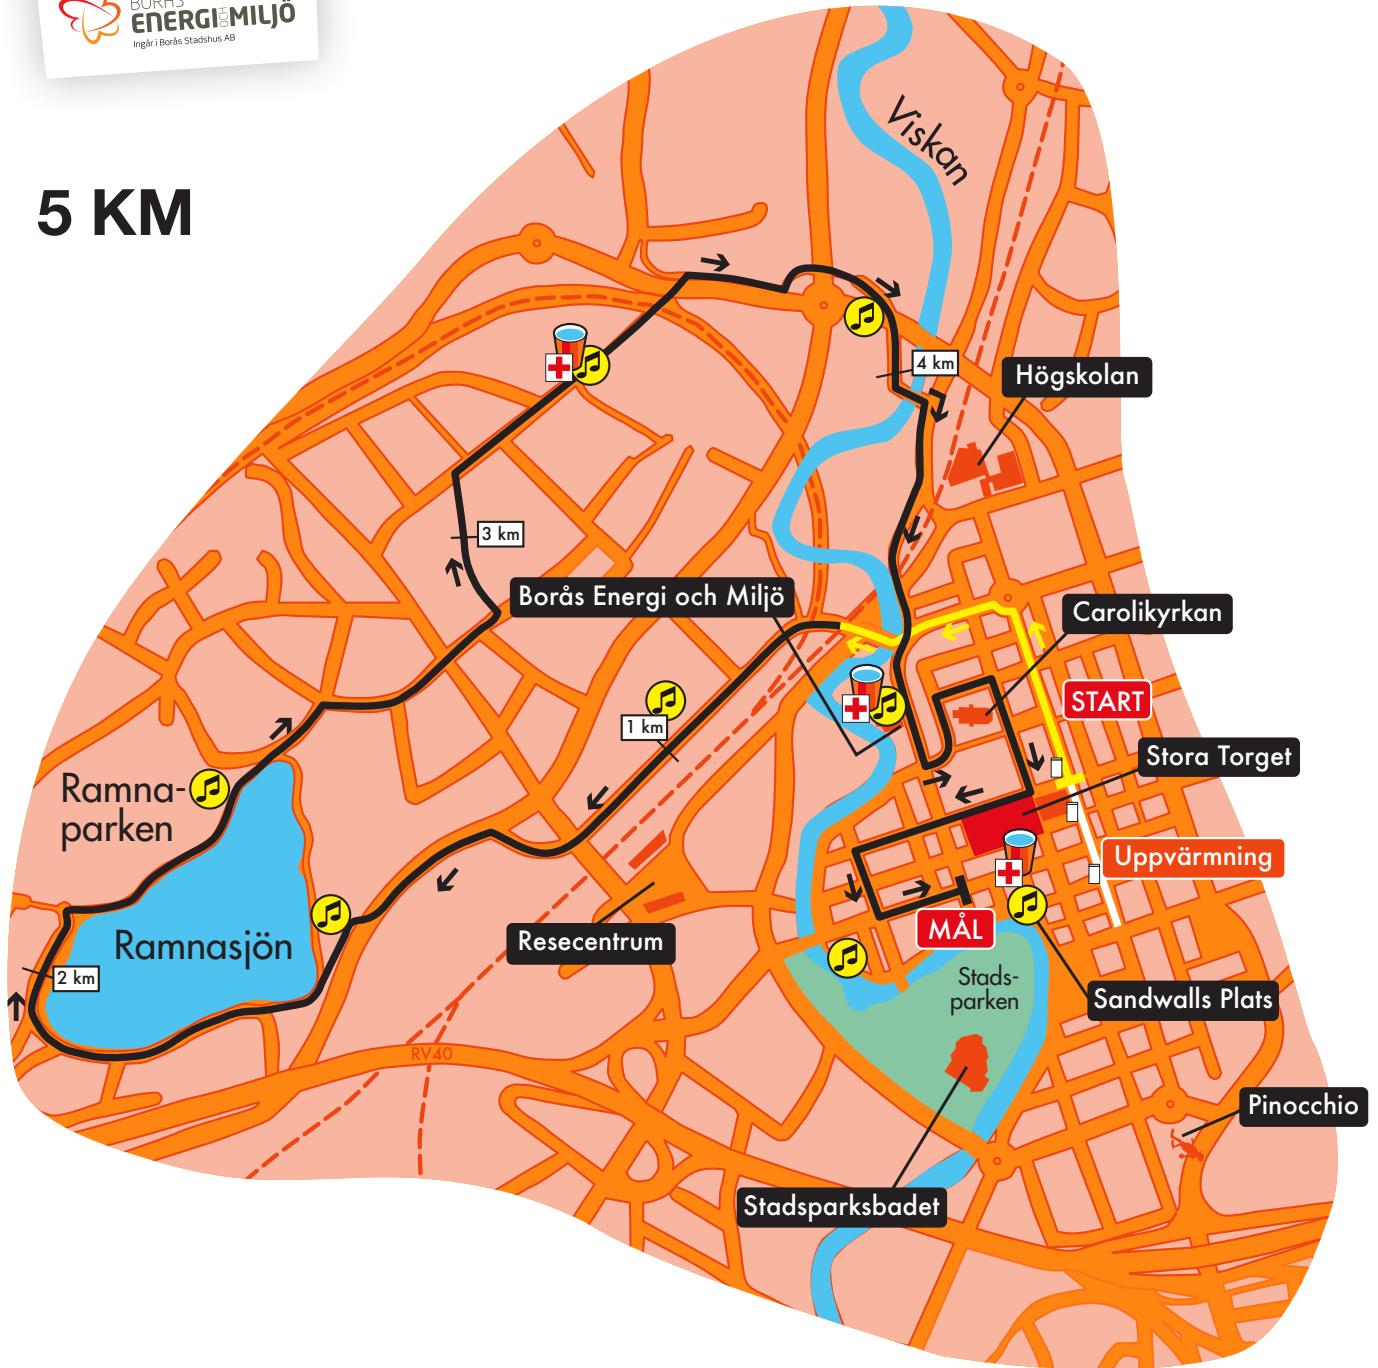 BORÅS
ENERGI OCH MILJÖ
Ingår i Borås Stadshus AB
5 KM
Viskan
4 km
Högskolan
3 km
Borås Energi och Miljö
Carolikyrkan
START
1 km
Stora Torget
Ramna-
parken
Uppvärmning
MÅL
Ramnasjön
Resecentrum
2 km
Stads-
parken
Sandwalls Plats
RV40
Pinocchio
Stadsparksbadet